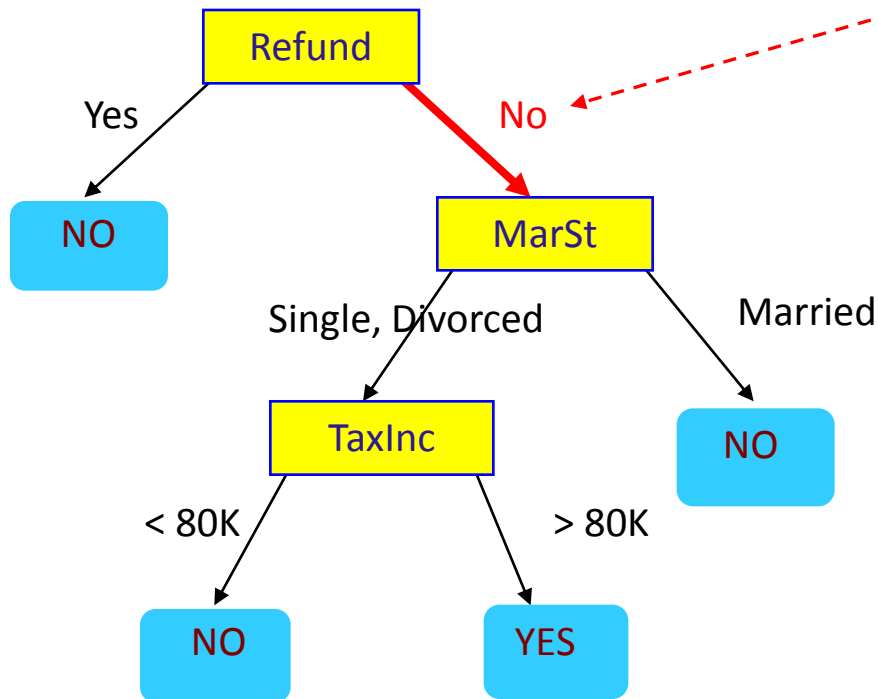 Refund
Yes
No
NO
MarSt
Single, Divorced
Married
TaxInc
NO
< 80K
> 80K
NO
YES